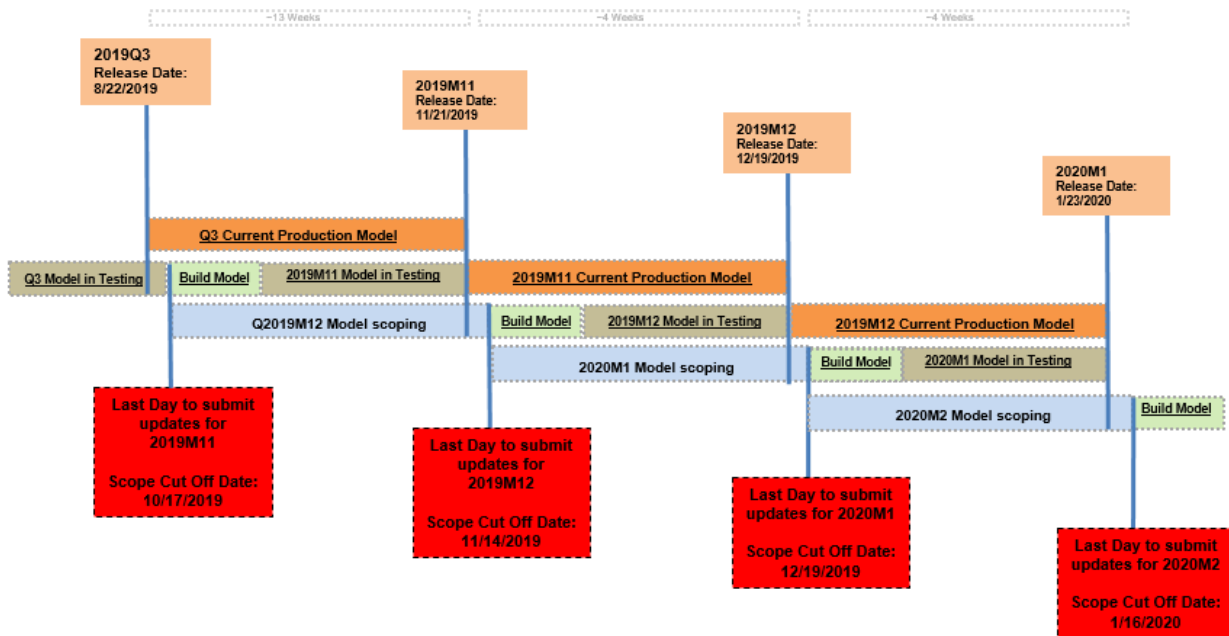 ~13 Weeks
~4 Weeks
~4 Weeks
2019Q3
Release Date:
8/22/2019
2019M11
Release Date:
11/21/2019
2019M12
Release Date:
12/19/2019
2020M1
Release Date:
1/23/2020
Q3 Current Production Model
Q3 Model in Testing
Build Model
2019M11 Model in Testing
2019M11 Current Production Model
Q2019M12 Model scoping
Build Model
2019M12 Model in Testing
2019M12 Current Production Model
2020M1 Model scoping
Build Model
2020M1 Model in Testing
2020M2 Model scoping
Build Model
Last Day to submit
updates for
2019M11
Scope Cut Off Date:
10/17/2019
Last Day to submit
updates for
2019M12
Scope Cut Off Date:
11/14/2019
Last Day to submit
updates for 2020M1
Scope Cut Off Date:
12/19/2019
Last Day to submit
updates for 2020M2
Scope Cut Off Date:
1/16/2020